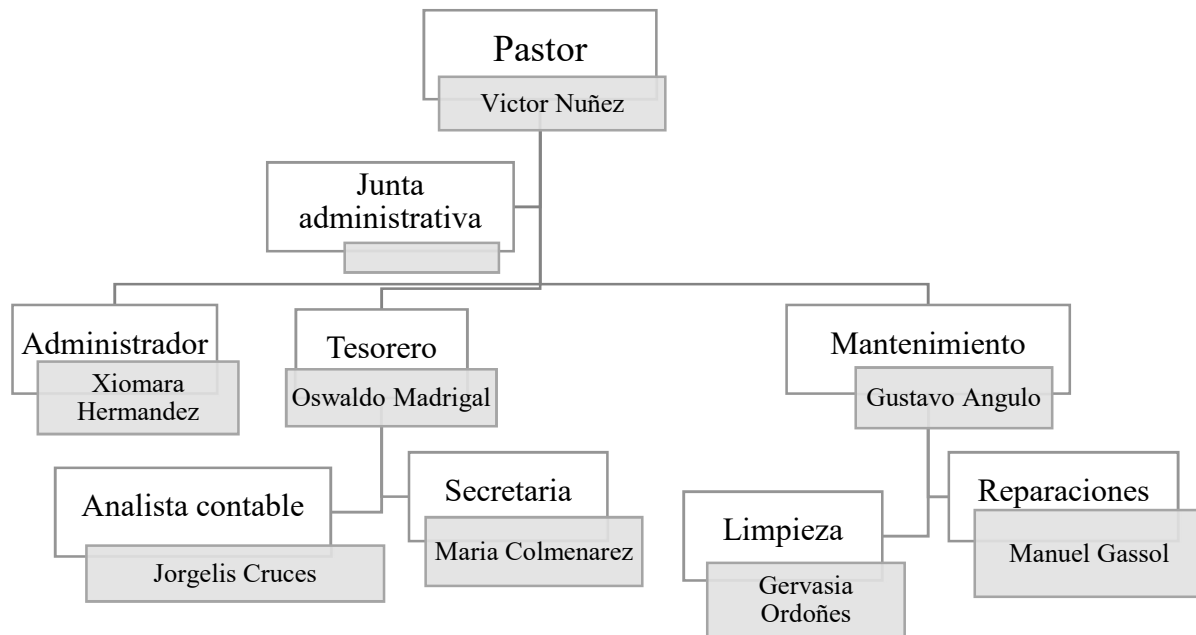 Pastor
Victor Nuñez
Junta
administrativa
Administrador
Xiomara
Hermandez
Tesorero
Oswaldo Madrigal
Mantenimiento
Gustavo Angulo
Analista contable
Jorgelis Cruces
Secretaria
Maria Colmenarez
Limpieza
Gervasia
Ordoñes
Reparaciones
Manuel Gassol